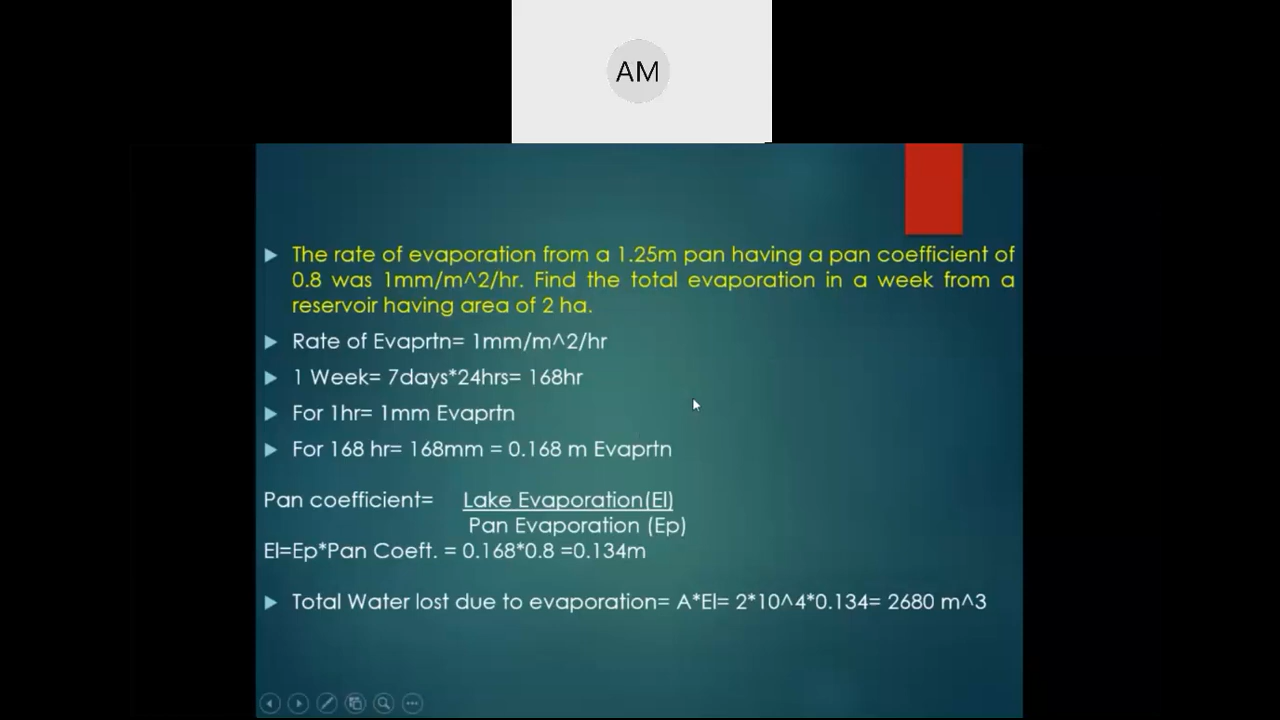 AM
The rate of evaporation from a 1.25m pan having a pan coefficient of
0.8 was 1mm/m^2/hr. Find the total evaporation in a week from a
reservoir having area of 2 ha.
Rate of Evaprtn= 1mm/m^2/hr
1 Week= 7days*24hrs= 168hr
For 1hr= 1mm Evaprtn
For 168 hr= 168mm = 0.168 m Evaprtn
Pan coefficient= Lake Evaporation(El)
Pan Evaporation (Ep)
El=Ep*Pan Coeft. = 0.168*0.8 =0.134m
Total Water lost due to evaporation= A*El= 2*10^4*0.134= 2680 m^3